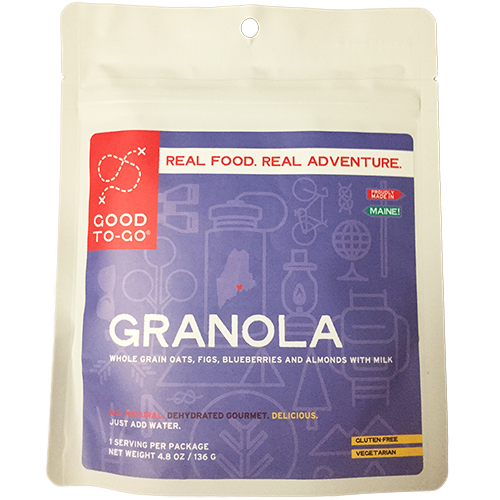 REAL FOOD. REAL ADVENTURE.
GOOD
TO-GO®
PROUDLY
MADE IN
MAINE!
GRANOLA
WHOLE GRAIN OATS, FIGS, BLUEBERRIES AND ALMONDS WITH MILK
ALL NATURAL. DEHYDRATED GOURMET. DELICIOUS.
JUST ADD WATER.
1 SERVING PER PACKAGE
NET WEIGHT 4.8 OZ / 136 G
GLUTEN-FREE
VEGETARIAN